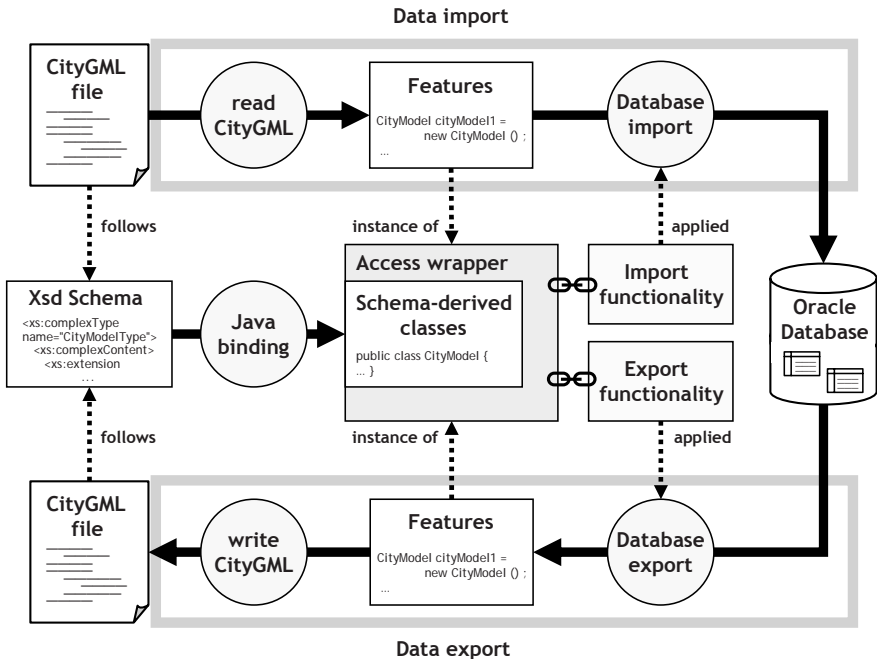 Data import
CityGML
file
read
CityGML
Features
CityModel cityModel1 =
new CityModel () ;
...
Database
import
follows
instance of
applied
Xsd Schema
<xs:complexType
name="CityModelType">
<xs:complexContent>
<xs:extension
...
Java
binding
Access wrapper
Schema-derived
classes
public class CityModel {
... }
Import
functionality
Export
functionality
Oracle
Database
follows
instance of
applied
CityGML
file
write
CityGML
Features
CityModel cityModel1 =
new CityModel () ;
...
Database
export
Data export